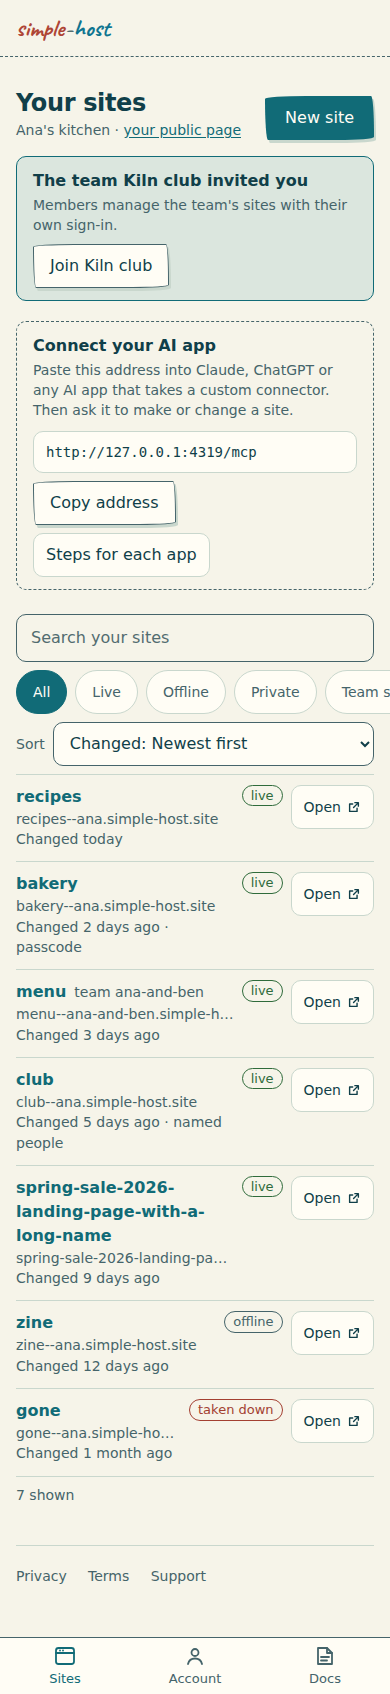 simple-host
Your sites
Ana's kitchen · your public page
New site
The team Kiln club invited you
Members manage the team's sites with their
own sign-in.
Join Kiln club
Connect your AI app
Paste this address into Claude, ChatGPT or
any AI app that takes a custom connector.
Then ask it to make or change a site.
http://127.0.0.1:4319/mcp
Copy address
Steps for each app
Search your sites
All Live Offline Private Team s
Sort Changed: Newest first
recipes live Open
recipes--ana.simple-host.site
Changed today
bakery live Open
bakery--ana.simple-host.site
Changed 2 days ago ·
passcode
menu team ana-and-ben live Open
menu--ana-and-ben.simple-h…
Changed 3 days ago
club live Open
club--ana.simple-host.site
Changed 5 days ago · named
people
spring-sale-2026- live Open
landing-page-with-a-
long-name
spring-sale-2026-landing-pa…
Changed 9 days ago
zine offline Open
zine--ana.simple-host.site
Changed 12 days ago
gone taken down Open
gone--ana.simple-ho…
Changed 1 month ago
7 shown
Privacy Terms Support
Sites Account Docs